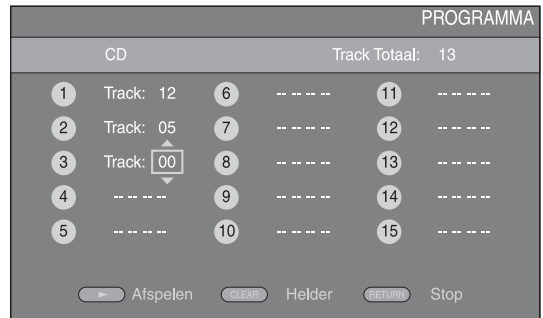 PROGRAMMA
CD Track Totaal: 13
1 Track: 12 6 -- -- -- -- 11 -- -- -- --
2 Track: 05 7 -- -- -- -- 12 -- -- -- --
3 Track: 00 8 -- -- -- -- 13 -- -- -- --
4 -- -- -- -- 9 -- -- -- -- 14 -- -- -- --
5 -- -- -- -- 10 -- -- -- -- 15 -- -- -- --
Afspelen CLEAR Helder RETURN Stop